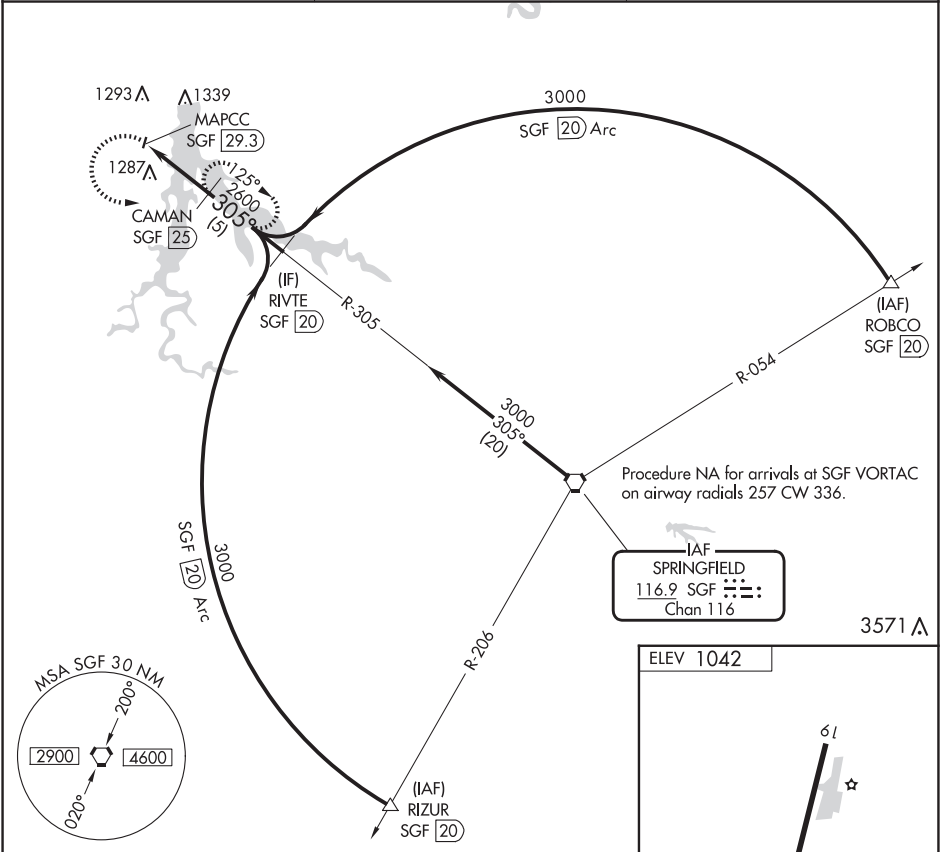 1293
1339
MAPCC
SGF 29.3
1287
CAMAN
SGF 25
125°
2600
305°
(5)
3000
SGF 20 Arc
(IF)
RIVTE
SGF 20
R-305
(IAF)
ROBCO
SGF 20
R-054
3000
305°
(20)
Procedure NA for arrivals at SGF VORTAC
on airway radials 257 CW 336.
IAF
SPRINGFIELD
116.9 SGF
Chan 116
3571
3000
SGF 20 Arc
R-206
MSA SGF 30 NM
200°
2900
4600
020°
(IAF)
RIZUR
SGF 20
ELEV 1042
19